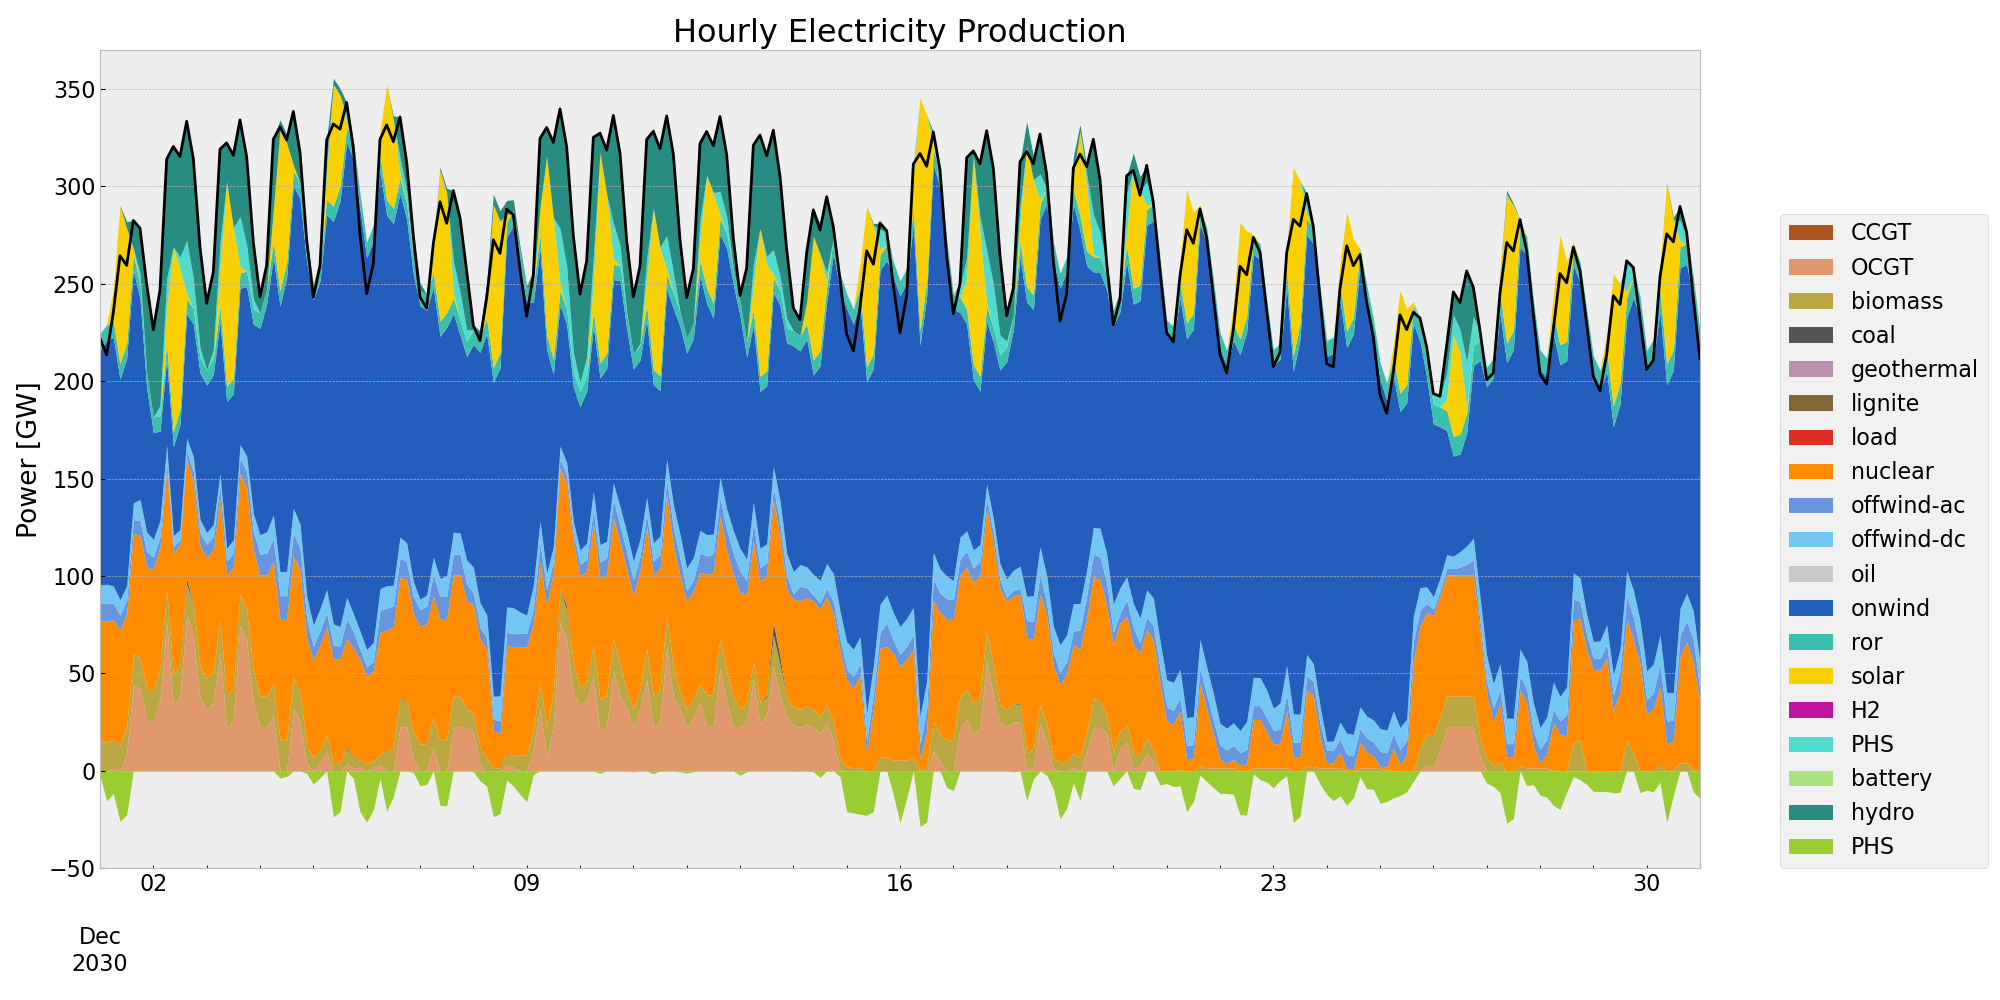 Hourly Electricity Production
Power [GW]
350
300
250
200
150
100
50
0
−50
02
09
16
23
30
Dec
2030
CCGT
OCGT
biomass
coal
geothermal
lignite
load
nuclear
offwind-ac
offwind-dc
oil
onwind
ror
solar
H2
PHS
battery
hydro
PHS